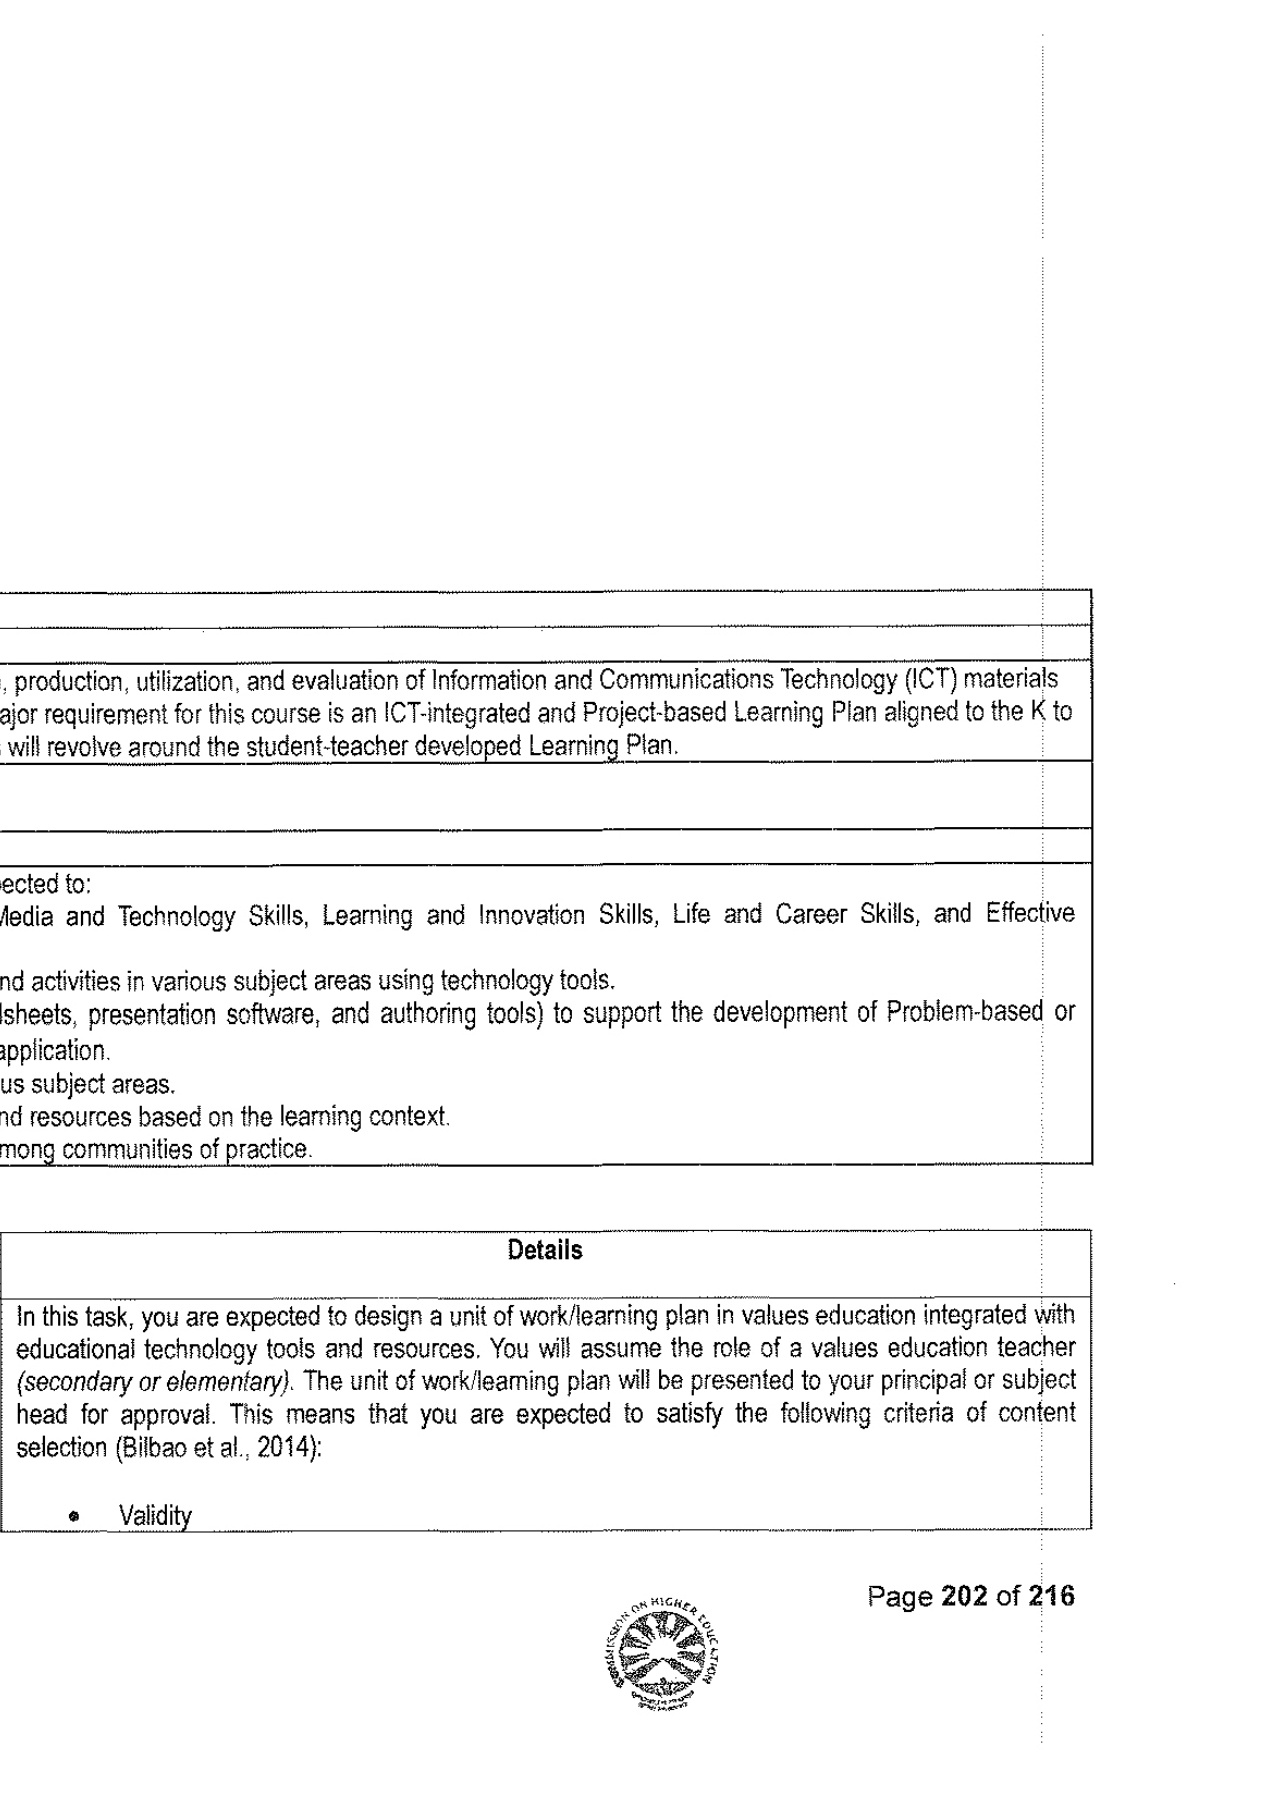 , production, utilization, and evaluation of Information and Communications Technology (ICT) materials
ajor requirement for this course is an ICT-integrated and Project-based Learning Plan aligned to the K to
will revolve around the student-teacher developed Learning Plan.
ected to:
Media and Technology Skills, Learning and Innovation Skills, Life and Career Skills, and Effective
nd activities in various subject areas using technology tools.
sheets, presentation software, and authoring tools) to support the development of Problem-based or
application.
us subject areas.
nd resources based on the learning context.
mong communities of practice.
Details
In this task, you are expected to design a unit of work/learning plan in values education integrated with
educational technology tools and resources. You will assume the role of a values education teacher
(secondary or elementary). The unit of work/learning plan will be presented to your principal or subject
head for approval. This means that you are expected to satisfy the following criteria of content
selection (Bilbao et al., 2014):
• Validity
Page 202 of 216
COMMISSION ON HIGHER EDUCATION